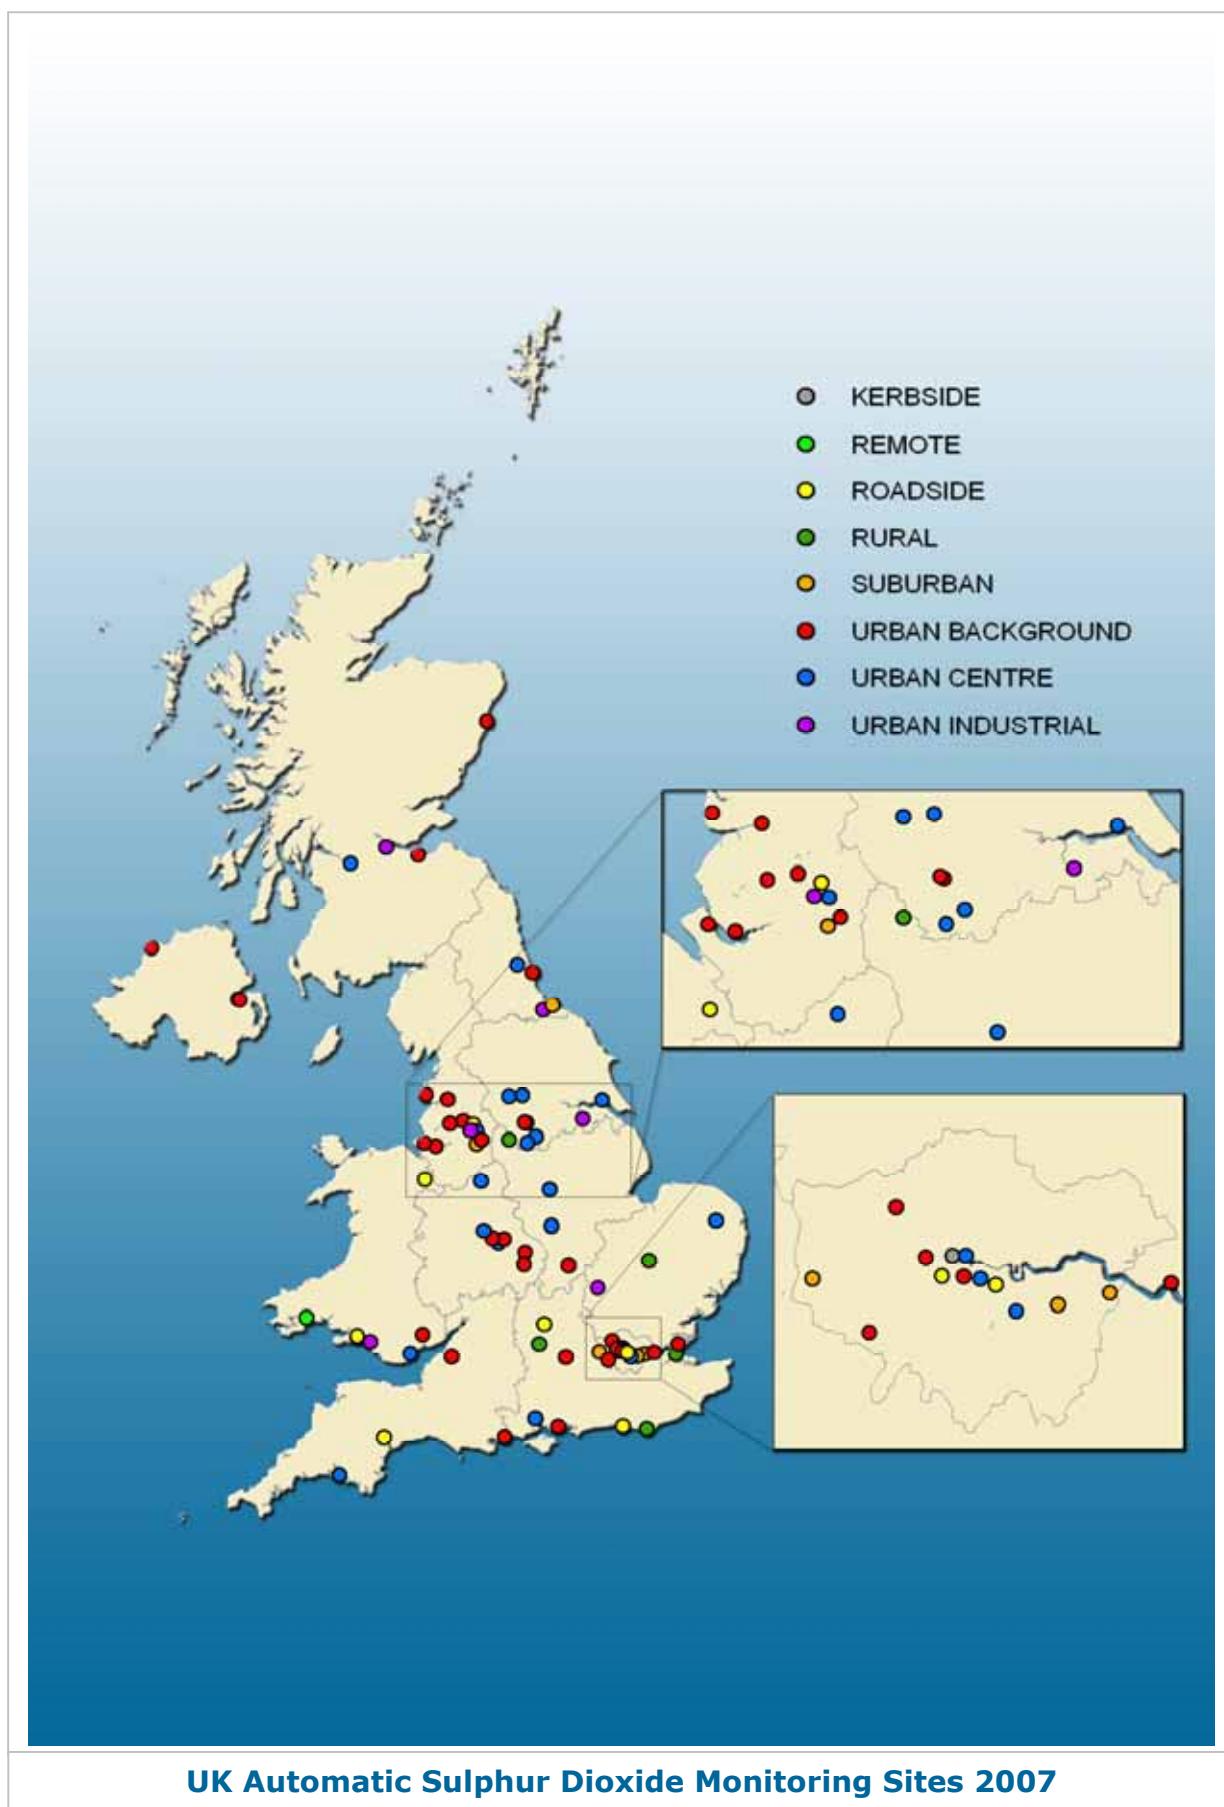 KERBSIDE
REMOTE
ROADSIDE
RURAL
SUBURBAN
URBAN BACKGROUND
URBAN CENTRE
URBAN INDUSTRIAL
UK Automatic Sulphur Dioxide Monitoring Sites 2007